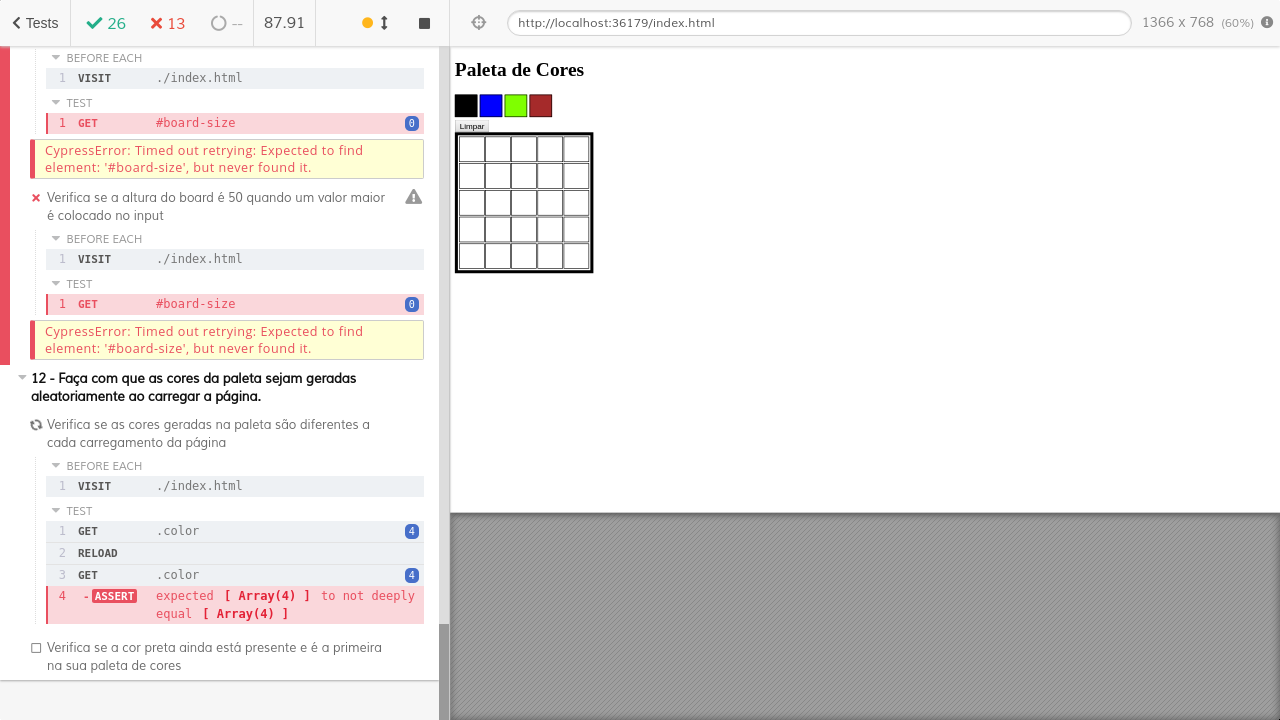 Tests
26
13
--
87.91
http://localhost:36179/index.html
1366 x 768 (60%)
BEFORE EACH
1 VISIT ./index.html
TEST
1 GET #board-size 0
CypressError: Timed out retrying: Expected to find
element: '#board-size', but never found it.
Verifica se a altura do board é 50 quando um valor maior
é colocado no input
BEFORE EACH
1 VISIT ./index.html
TEST
1 GET #board-size 0
CypressError: Timed out retrying: Expected to find
element: '#board-size', but never found it.
12 - Faça com que as cores da paleta sejam geradas
aleatoriamente ao carregar a página.
Verifica se as cores geradas na paleta são diferentes a
cada carregamento da página
BEFORE EACH
1 VISIT ./index.html
TEST
1 GET .color 4
2 RELOAD
3 GET .color 4
4 -ASSERT expected [ Array(4) ] to not deeply
equal [ Array(4) ]
Verifica se a cor preta ainda está presente e é a primeira
na sua paleta de cores
Paleta de Cores
Limpar